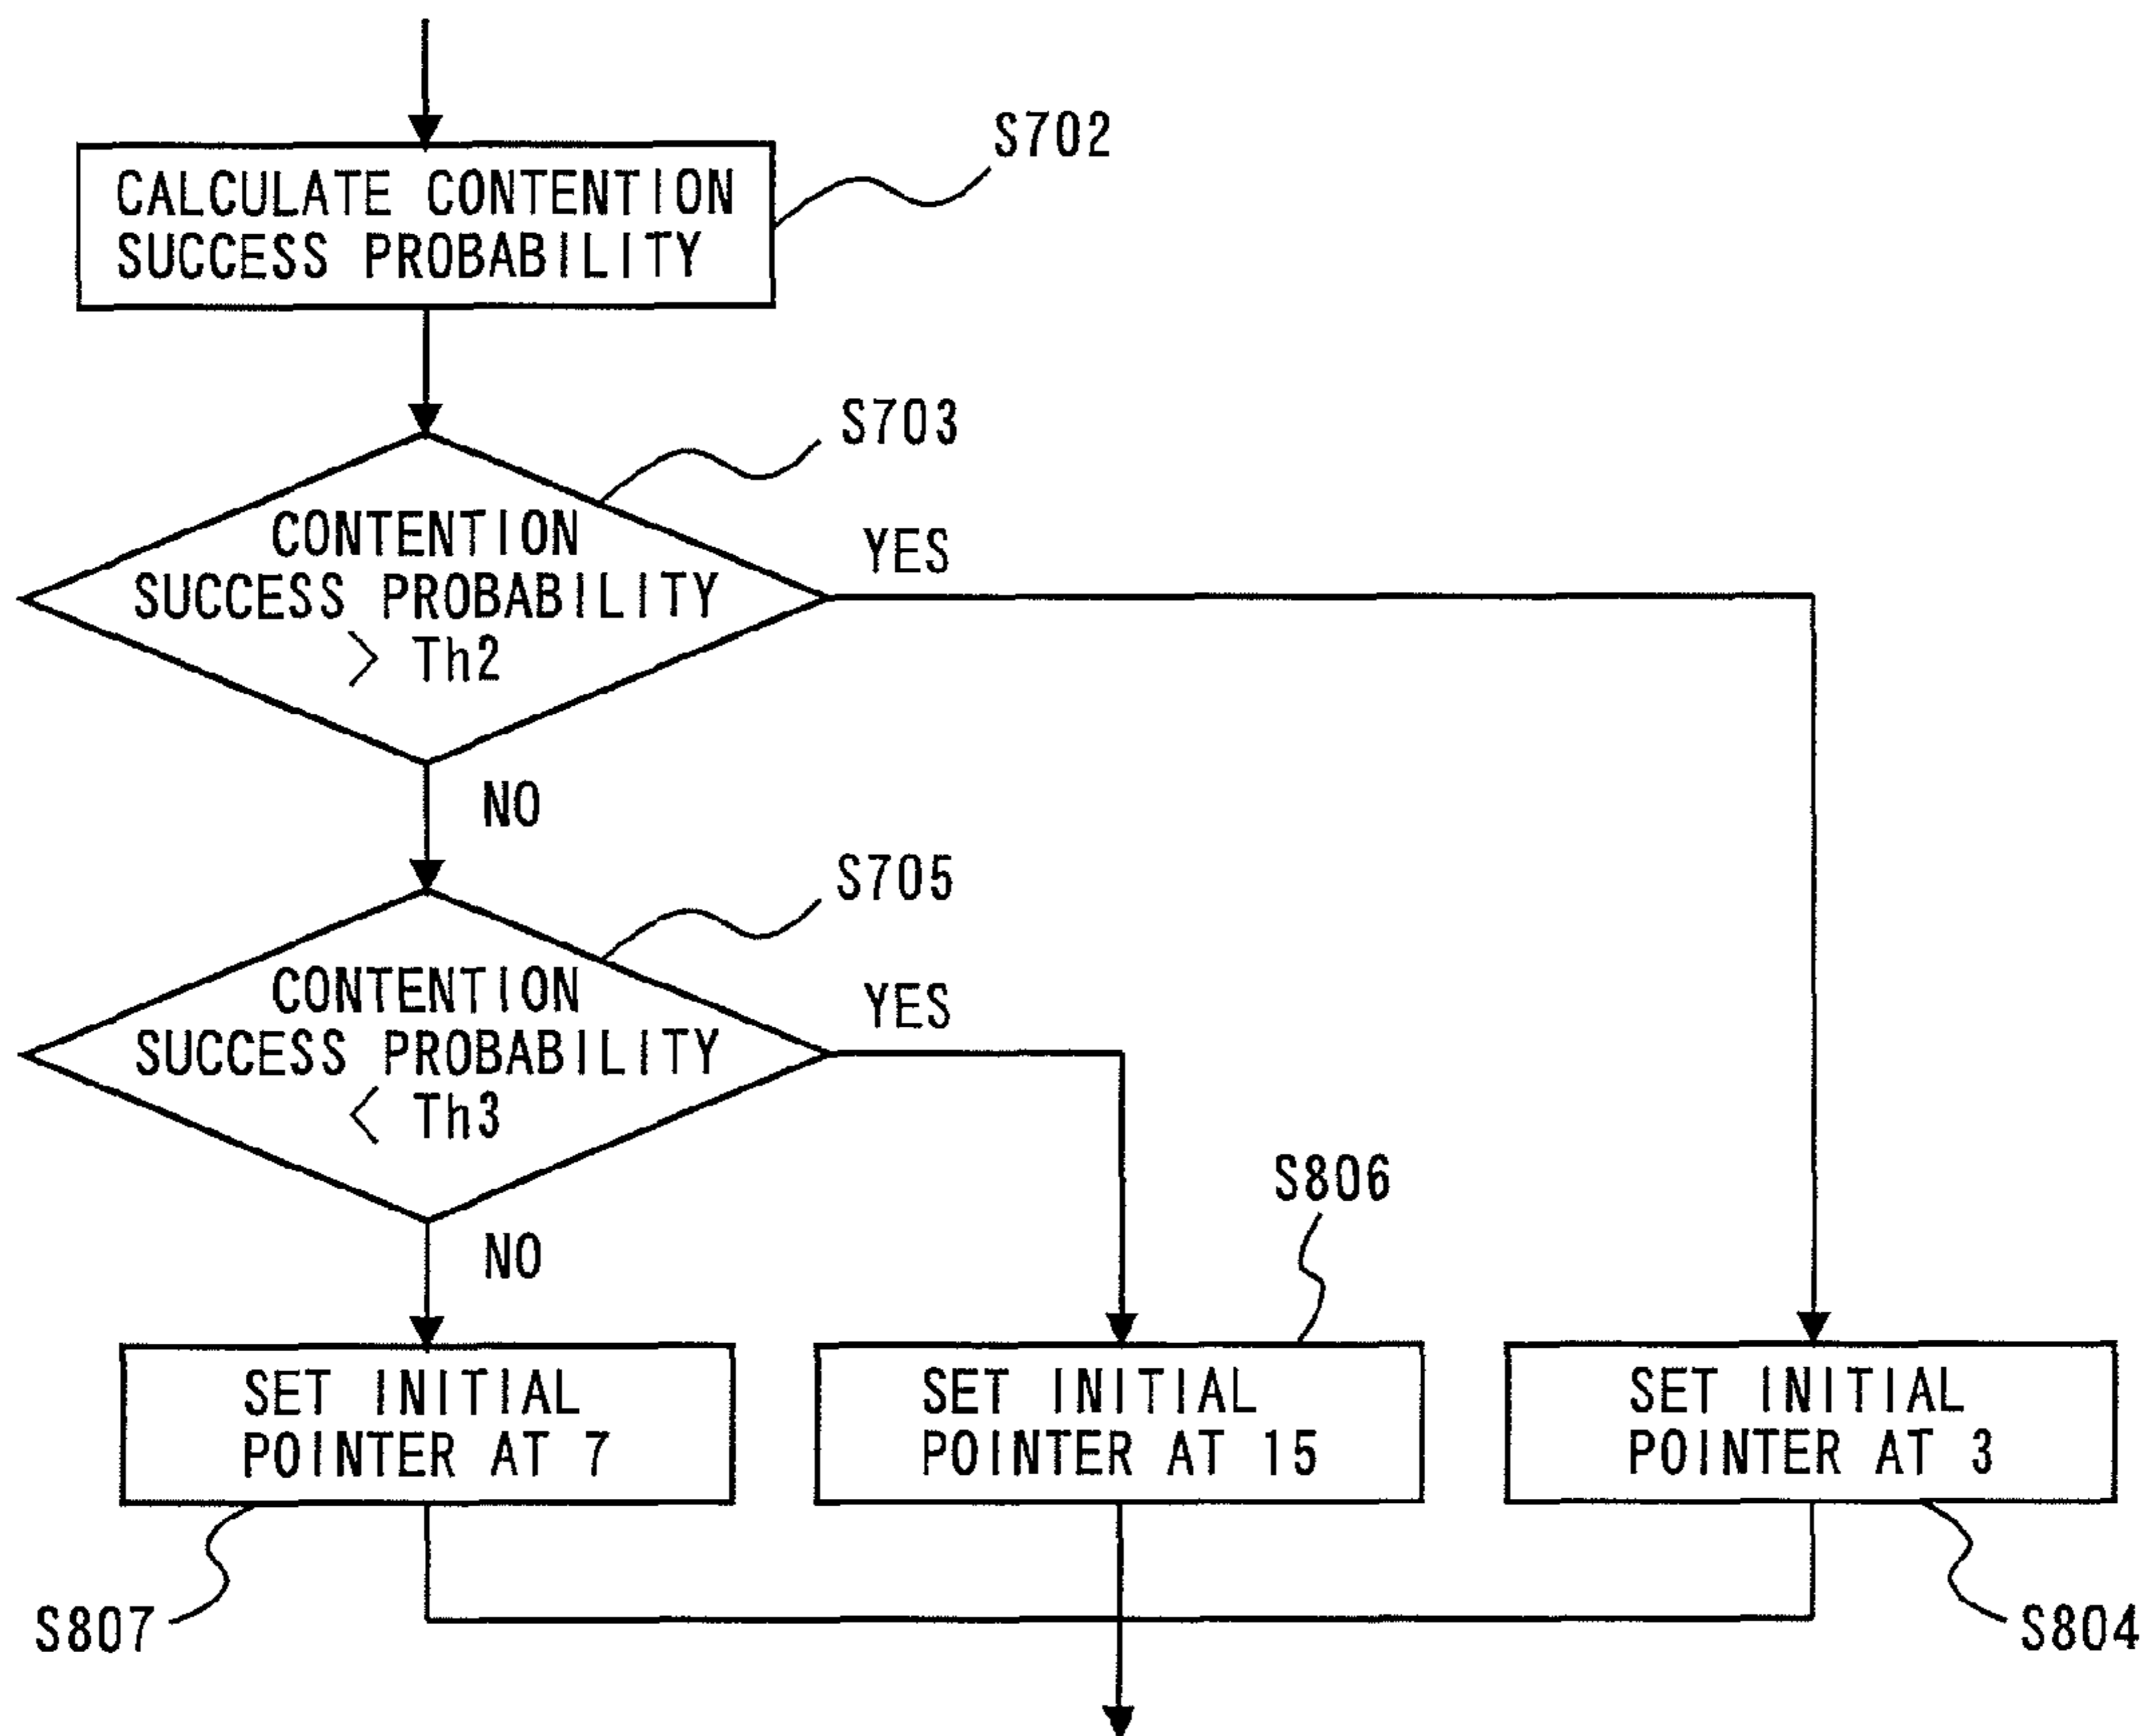 S702
CALCULATE CONTENTION
SUCCESS PROBABILITY
S703
CONTENTION
SUCCESS PROBABILITY
> Th2
YES
NO
S705
CONTENTION
SUCCESS PROBABILITY
< Th3
YES
NO
S806
SET INITIAL
POINTER AT 7
SET INITIAL
POINTER AT 15
SET INITIAL
POINTER AT 3
S807
S804